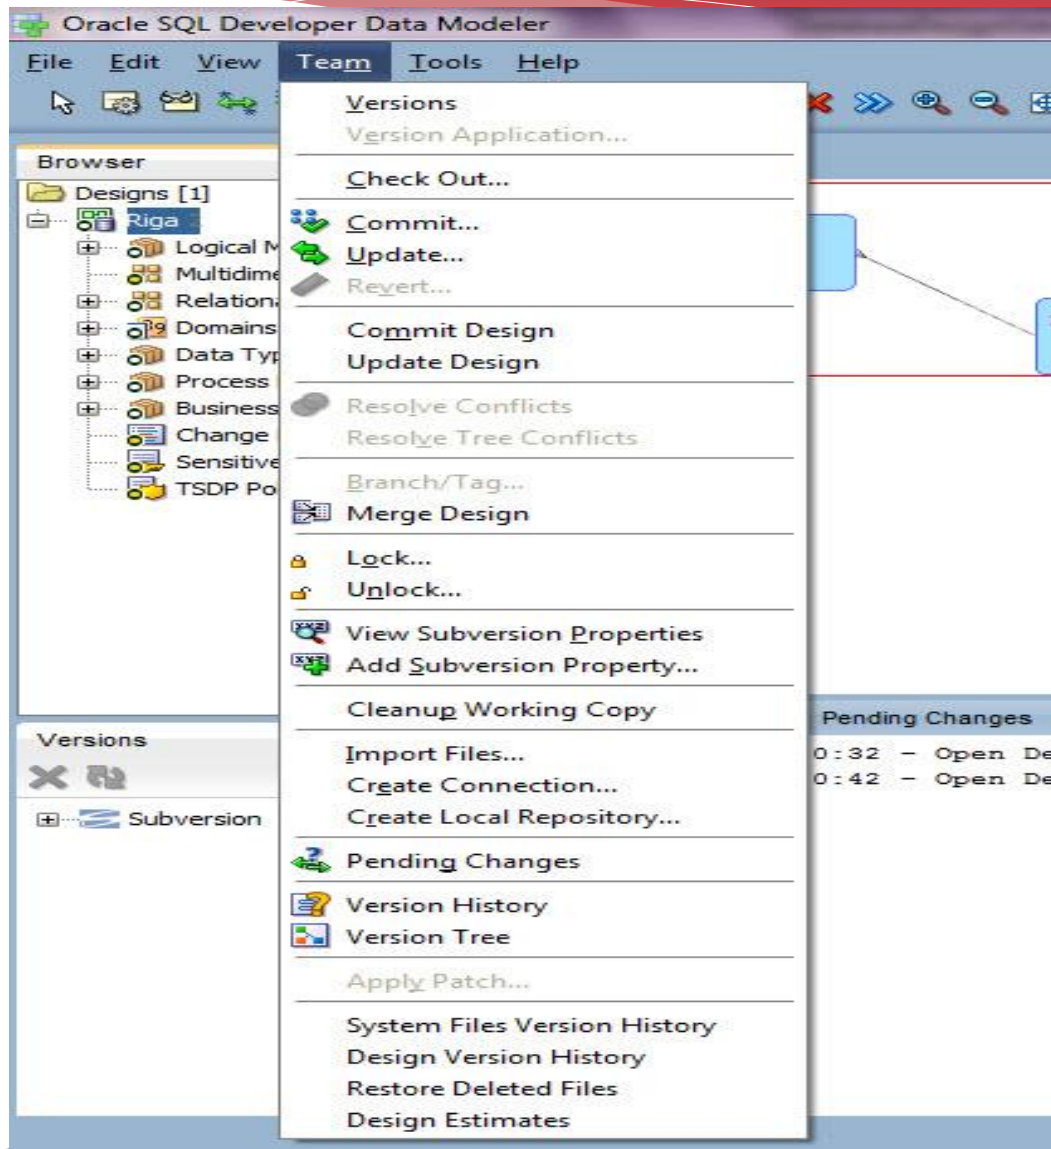 Oracle SQL Developer Data Modeler
File Edit View Team Tools Help
Versions
Version Application...
Check Out...
Commit...
Update...
Revert...
Commit Design
Update Design
Resolve Conflicts
Resolve Tree Conflicts
Branch/Tag...
Merge Design
Lock...
Unlock...
View Subversion Properties
Add Subversion Property...
Cleanup Working Copy
Import Files...
Create Connection...
Create Local Repository...
Pending Changes
Version History
Version Tree
Apply Patch...
System Files Version History
Design Version History
Restore Deleted Files
Design Estimates
Browser
Designs [1]
Riga
Logical M
Multidime
Relationa
Domains
Data Typ
Process
Business
Change
Sensitive
TSDP Po
Versions
Subversion
Pending Changes
0:32 - Open De
0:42 - Open De